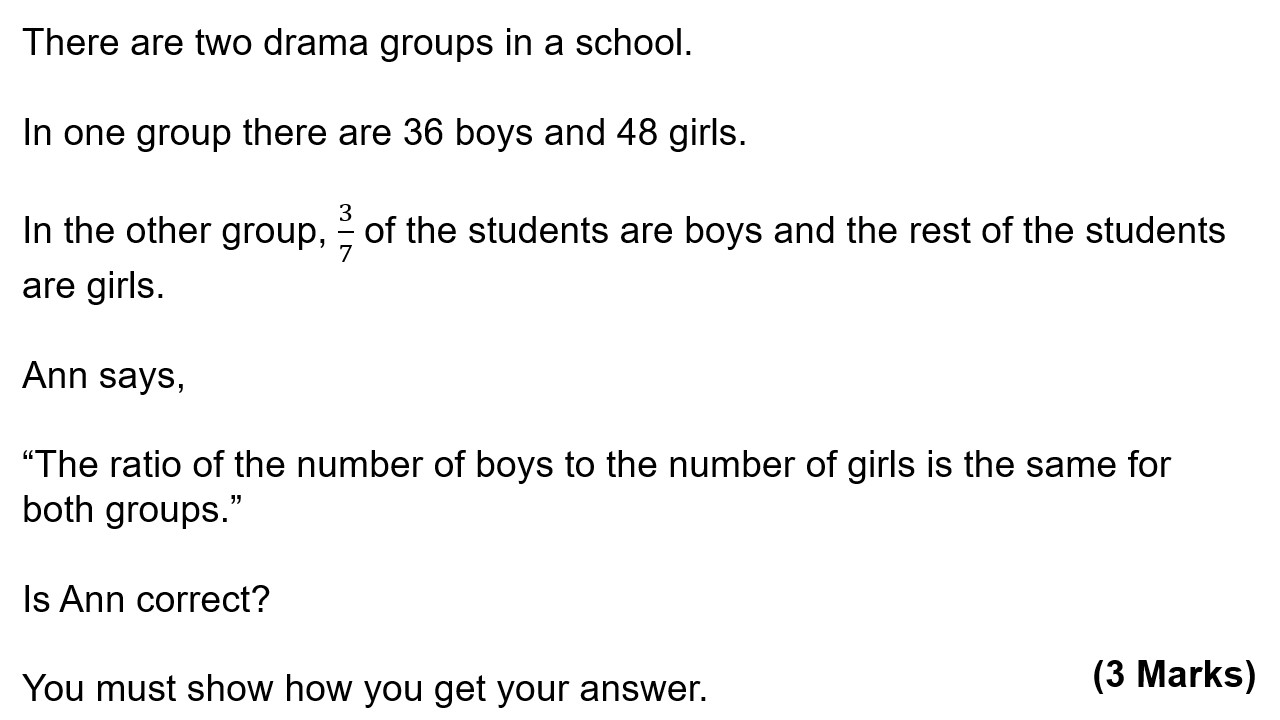 There are two drama groups in a school.
In one group there are 36 boys and 48 girls.
In the other group, 3/7 of the students are boys and the rest of the students
are girls.
Ann says,
“The ratio of the number of boys to the number of girls is the same for
both groups.”
Is Ann correct?
You must show how you get your answer.
(3 Marks)